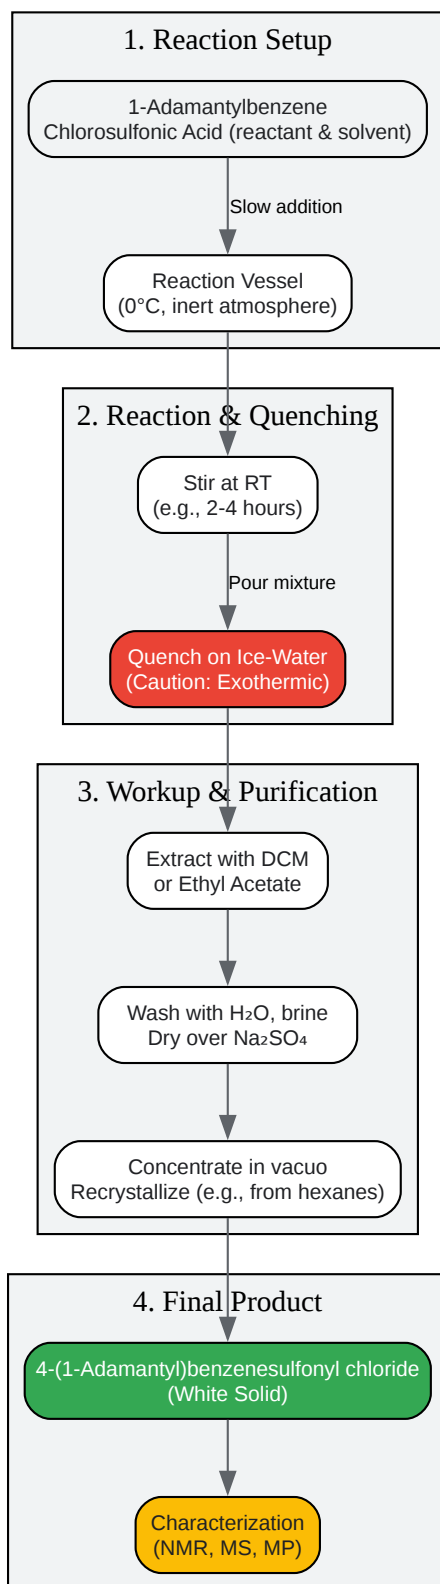 1. Reaction Setup
1-Adamantylbenzene
Chlorosulfonic Acid (reactant & solvent)
Slow addition
Reaction Vessel
(0°C, inert atmosphere)
2. Reaction & Quenching
Stir at RT
(e.g., 2-4 hours)
Pour mixture
Quench on Ice-Water
(Caution: Exothermic)
3. Workup & Purification
Extract with DCM
or Ethyl Acetate
Wash with H₂O, brine
Dry over Na₂SO₄
Concentrate in vacuo
Recrystallize (e.g., from hexanes)
4. Final Product
4-(1-Adamantyl)benzenesulfonyl chloride
(White Solid)
Characterization
(NMR, MS, MP)